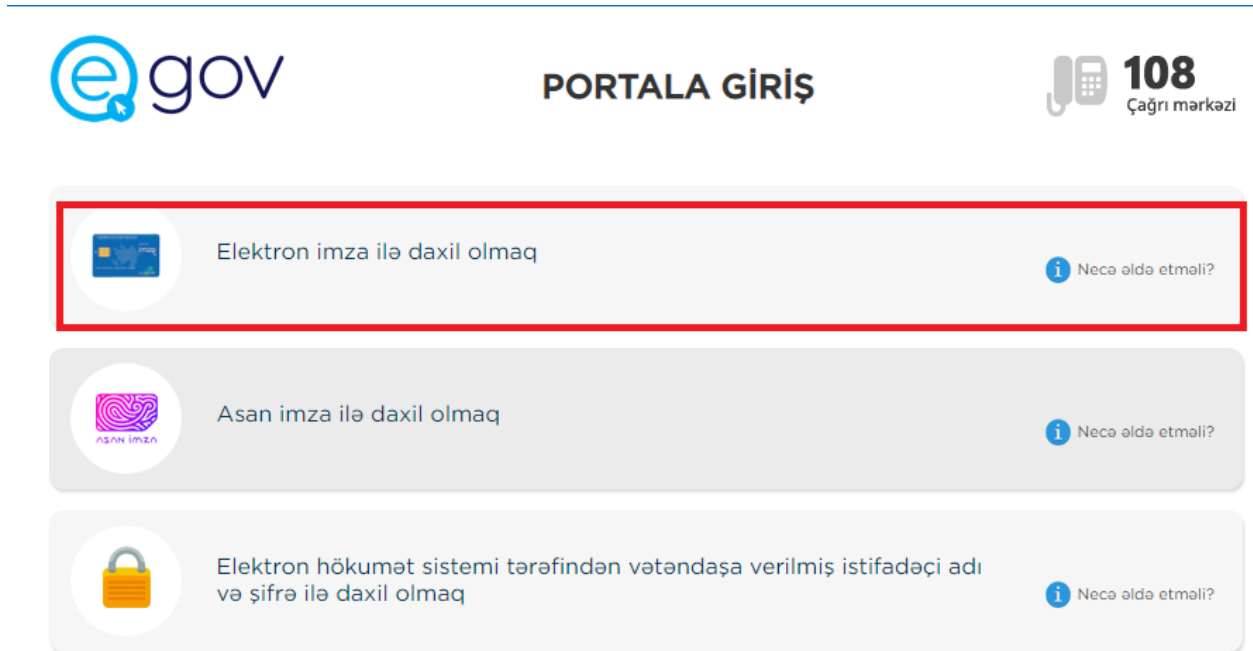 egov
PORTALA GİRİŞ
108
Çağrı mərkəzi
Elektron imza ilə daxil olmaq
i Necə əldə etməli?
Asan imza ilə daxil olmaq
ASAN İMZA
i Necə əldə etməli?
Elektron hökumət sistemi tərəfindən vətəndaşa verilmiş istifadəçi adı
və şifrə ilə daxil olmaq
i Necə əldə etməli?